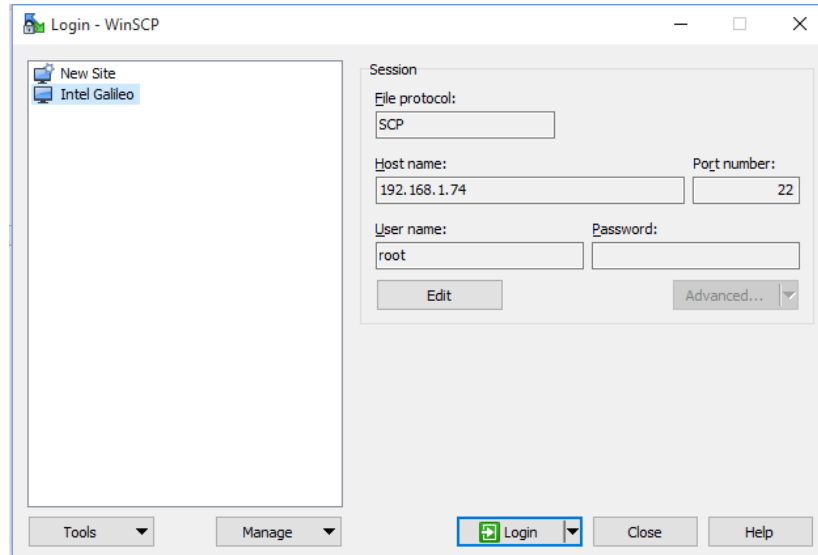 Login - WinSCP
New Site
Intel Galileo
Session
File protocol:
SCP
Host name:
Port number:
192.168.1.74
22
User name:
Password:
root
Edit
Advanced...
Tools
Manage
Login
Close
Help